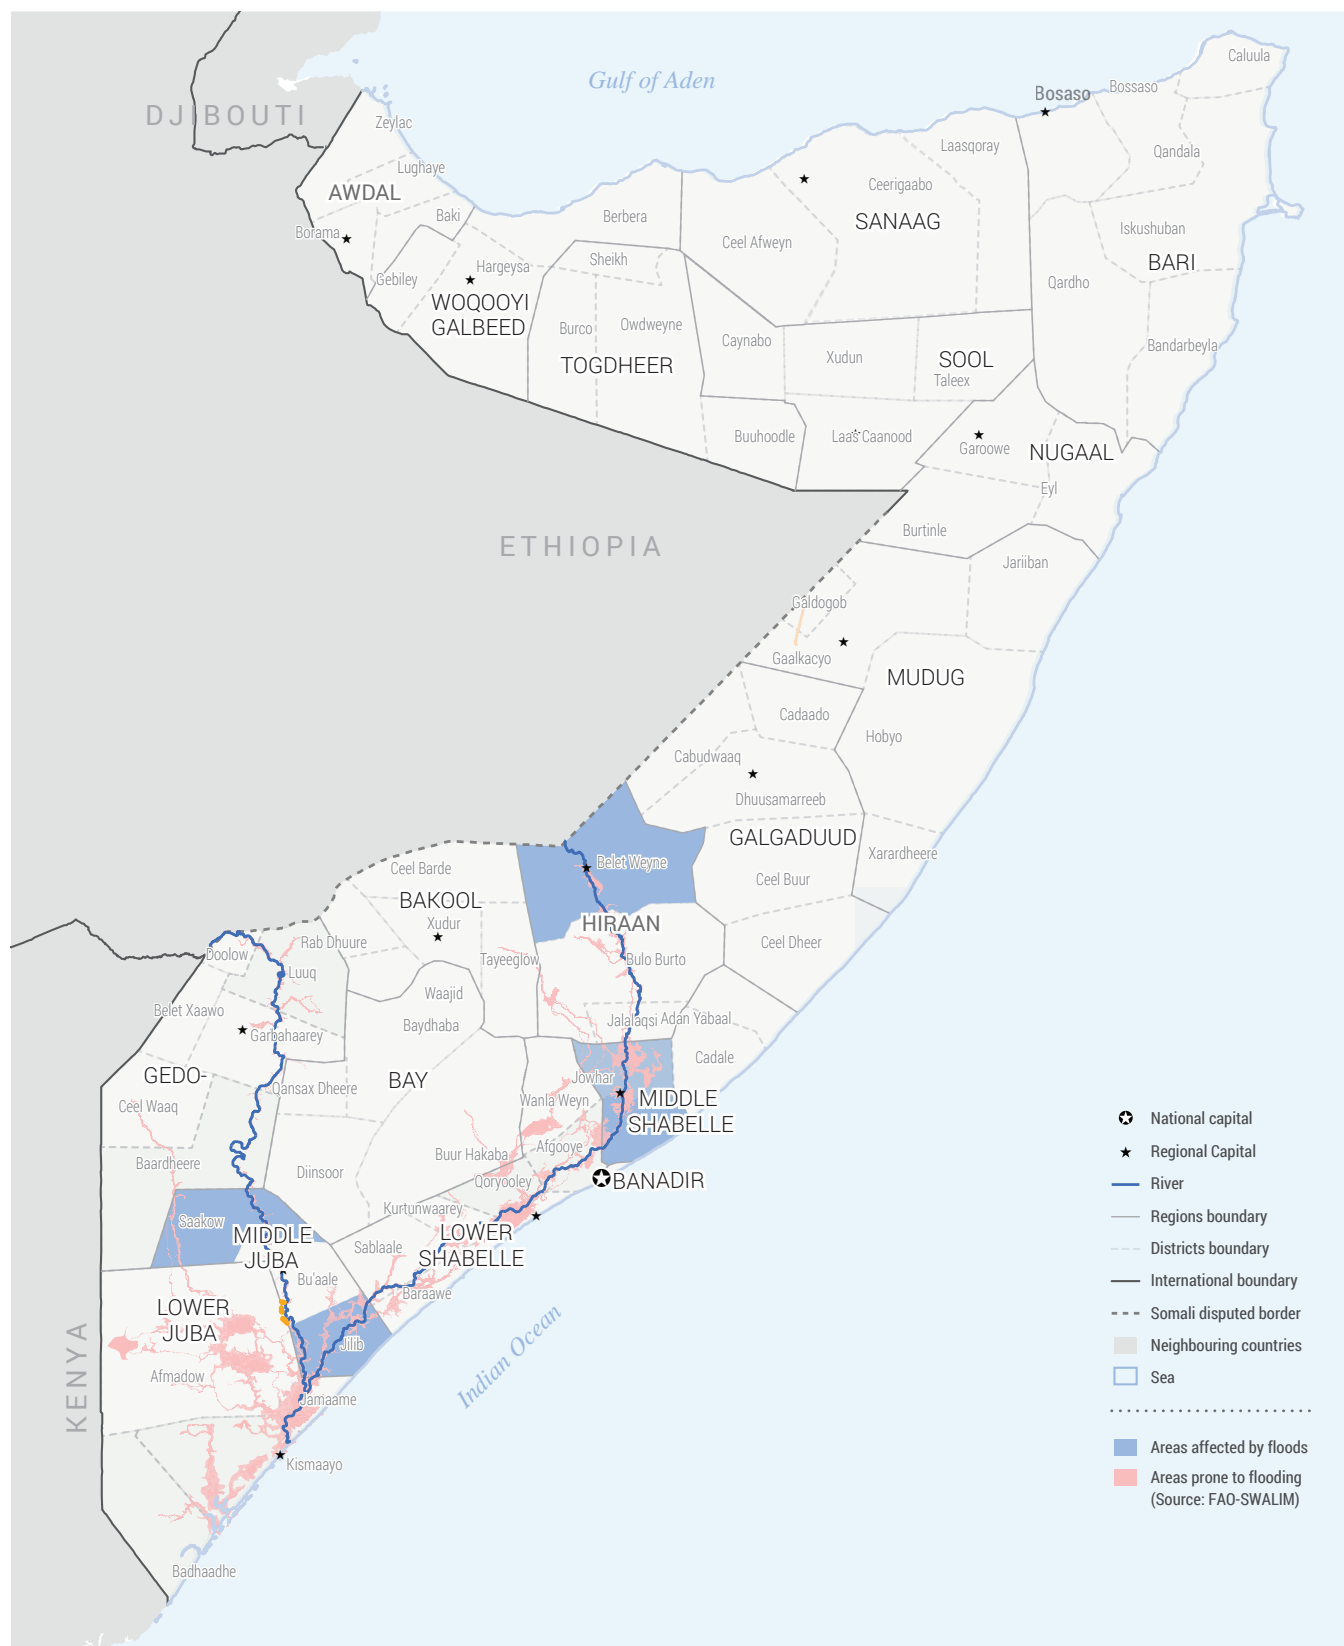 Caluula
Gulf of Aden
Bossaso
Bosaso
DJIBOUTI
Zeylac
Laasqoray
Qandala
Lughaye
AWDAL
Ceerigaabo
Baki
Berbera
SANAAG
Iskushuban
Borama
Ceel Afweyn
BARI
Sheikh
Hargeysa
Gebiley
Qardho
WOQOOYI
GALBEED
Burco
Owdweyne
Caynabo
Bandarbeyla
Xudun
SOOL
TOGDHEER
Taleex
Buuhoodle
Laas Caanood
Garoowe
NUGAAL
Eyl
Burtinle
ETHIOPIA
Jariiban
Galdogob
Gaalkacyo
MUDUG
Cadaado
Hobyo
Cabudwaaq
Dhuusamarreeb
GALGADUUD
Xarardheere
Belet Weyne
Ceel Barde
Ceel Buur
BAKOOL
Xudur
HIRAAN
Rab Dhuure
Ceel Dheer
Doolow
Tayeeglow
Bulo Burto
Luuq
Waajid
Belet Xaawo
Baydhaba
Jalalaqsi
Adan Yabaal
Garbahaarey
Cadale
GEDO-
BAY
Jowhar
Qansax Dheere
Wanla Weyn
MIDDLE
SHABELLE
Ceel Waaq
Afgooye
Buur Hakaba
Baardheere
Diinsoor
Qoryooley
BANADIR
Kurtunwaarey
Saakow
MIDDLE
JUBA
LOWER
SHABELLE
Sablaale
Bu'aale
Baraawe
LOWER
JUBA
Jilib
Indian Ocean
KENYA
Afmadow
Jamaame
Kismaayo
Badhaadhe
National capital
Regional Capital
River
Regions boundary
Districts boundary
International boundary
Somali disputed border
Neighbouring countries
Sea
Areas affected by floods
Areas prone to flooding
(Source: FAO-SWALIM)